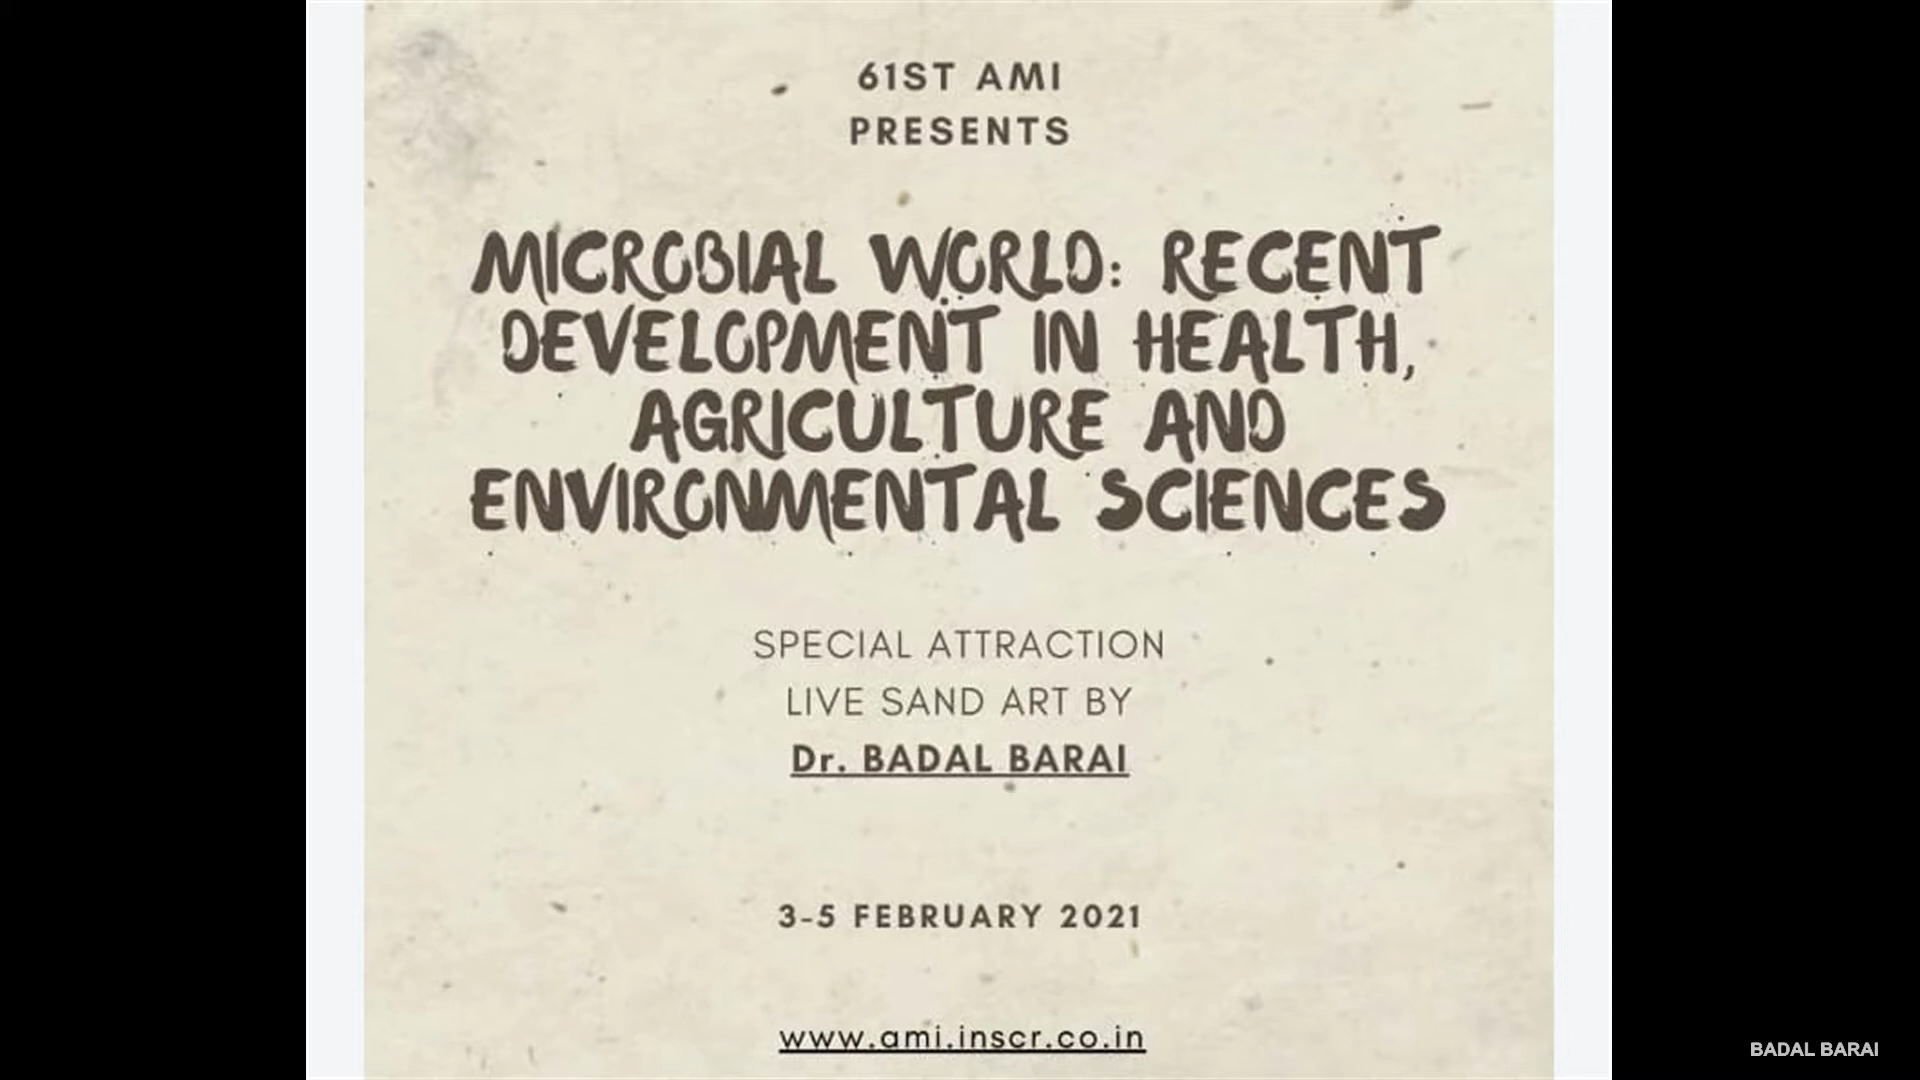 61ST AMI
PRESENTS
MICROBIAL WORLD: RECENT
DEVELOPMENT IN HEALTH,
AGRICULTURE AND
ENVIRONMENTAL SCIENCES
SPECIAL ATTRACTION
LIVE SAND ART BY
Dr. BADAL BARAI
3-5 FEBRUARY 2021
www.ami.inscr.co.in
BADAL BARAI